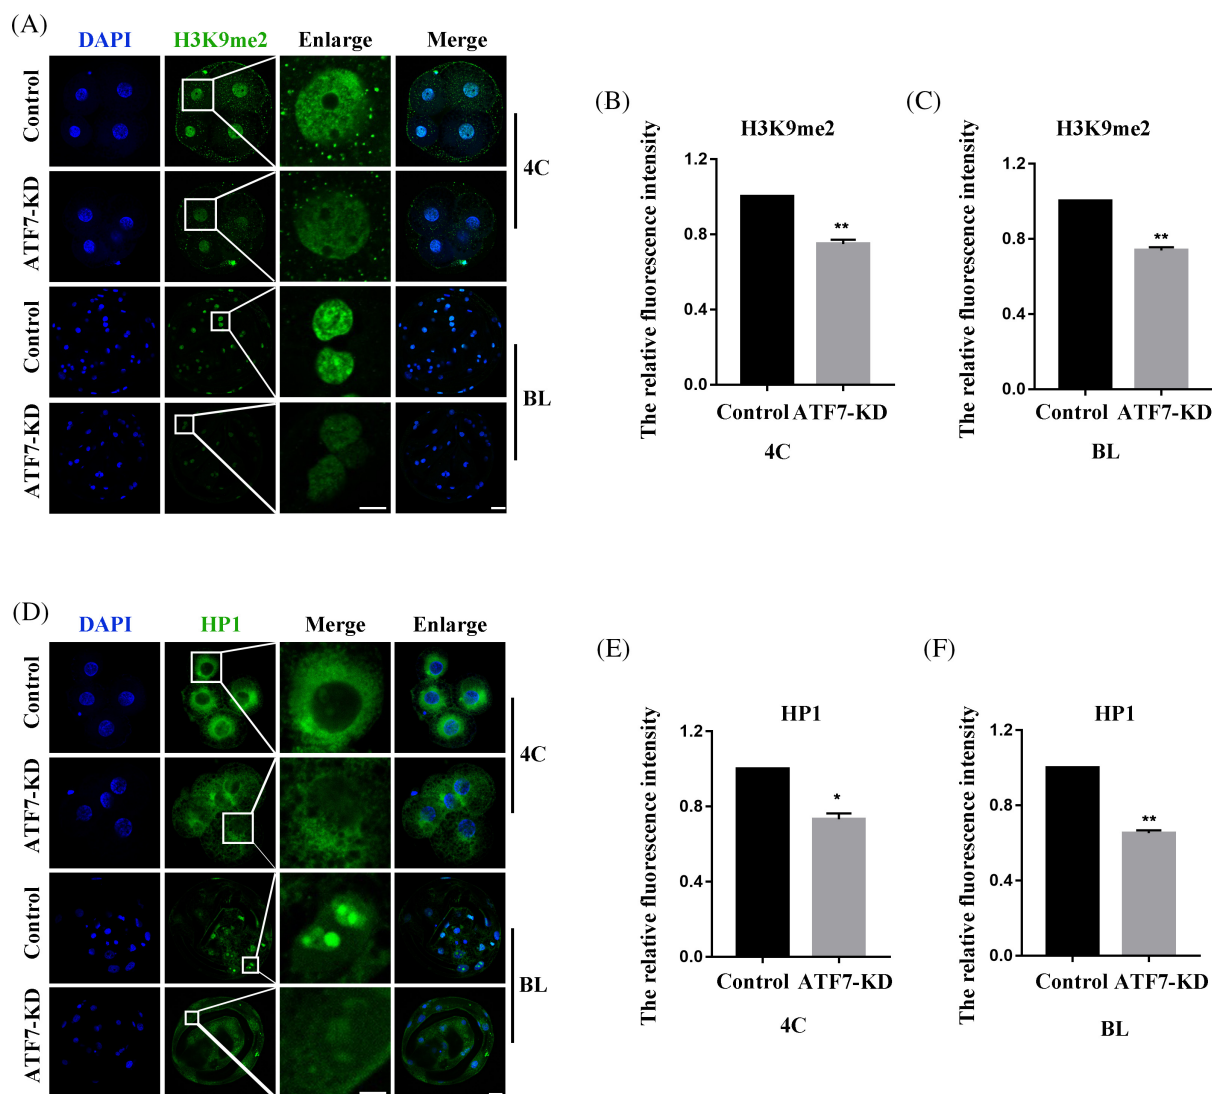 (A)
DAPI H3K9me2 Enlarge Merge
Control
ATF7-KD
4C
Control
ATF7-KD
BL
(B)
H3K9me2
The relative fluorescence intensity
1.2
0.8
0.4
0.0
**
Control ATF7-KD
4C
(C)
H3K9me2
The relative fluorescence intensity
1.2
0.8
0.4
0.0
**
Control ATF7-KD
BL
(D)
DAPI HP1 Merge Enlarge
Control
ATF7-KD
4C
Control
ATF7-KD
BL
(E)
HP1
The relative fluorescence intensity
1.2
0.8
0.4
0.0
*
Control ATF7-KD
4C
(F)
HP1
The relative fluorescence intensity
1.2
0.8
0.4
0.0
**
Control ATF7-KD
BL